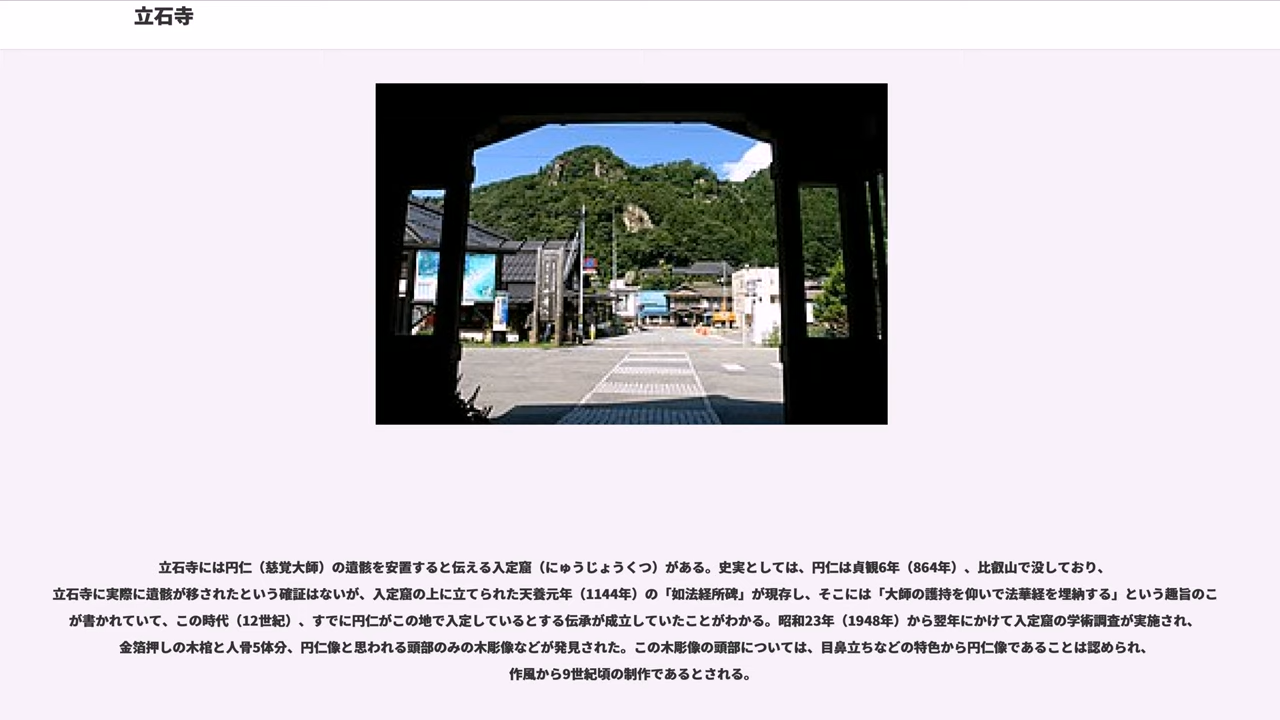 立石寺
立石寺には円仁（慈覚大師）の遺骸を安置すると伝える入定窟（にゅうじょうくつ）がある。史実としては、円仁は貞観6年（864年）、比叡山で没しており、
立石寺に実際に遺骸が移されたという確証はないが、入定窟の上に立てられた天養元年（1144年）の「如法経所碑」が現存し、そこには「大師の護持を仰いで法華経を埋納する」という趣旨のこ
が書かれていて、この時代（12世紀）、すでに円仁がこの地で入定しているとする伝承が成立していたことがわかる。昭和23年（1948年）から翌年にかけて入定窟の学術調査が実施され、
金箔押しの木棺と人骨5体分、円仁像と思われる頭部のみの木彫像などが発見された。この木彫像の頭部については、目鼻立ちなどの特色から円仁像であることは認められ、
作風から9世紀頃の制作であるとされる。